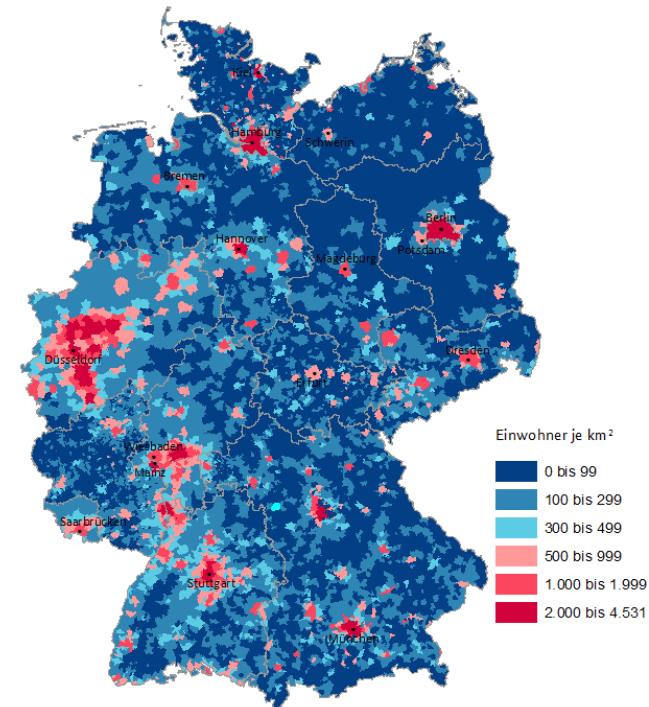 Kiel
Hamburg
Schwerin
Bremen
Berlin
Potsdam
Hannover
Magdeburg
Düsseldorf
Dresden
Erfurt
Wiesbaden
Mainz
Saarbrücken
Stuttgart
München
Einwohner je km²
0 bis 99
100 bis 299
300 bis 499
500 bis 999
1.000 bis 1.999
2.000 bis 4.531